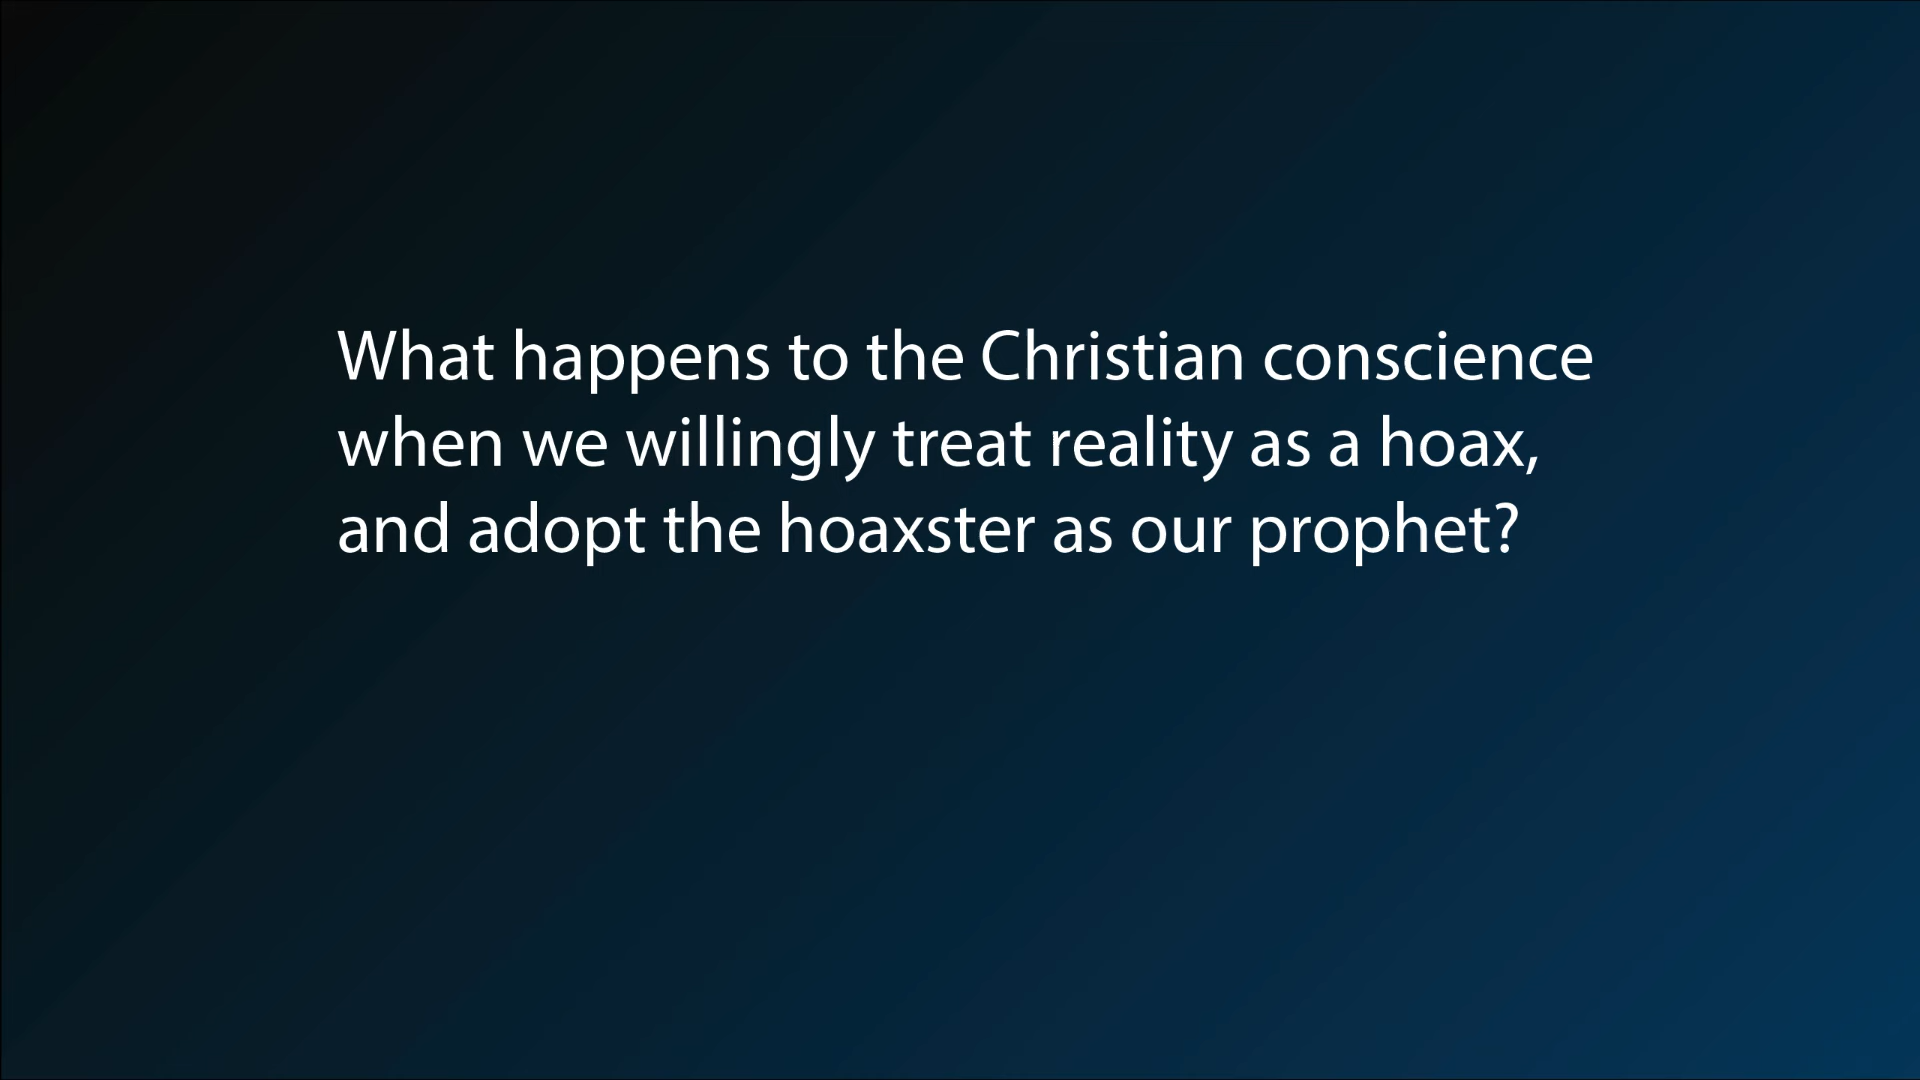 What happens to the Christian conscience
when we willingly treat reality as a hoax,
and adopt the hoaxster as our prophet?